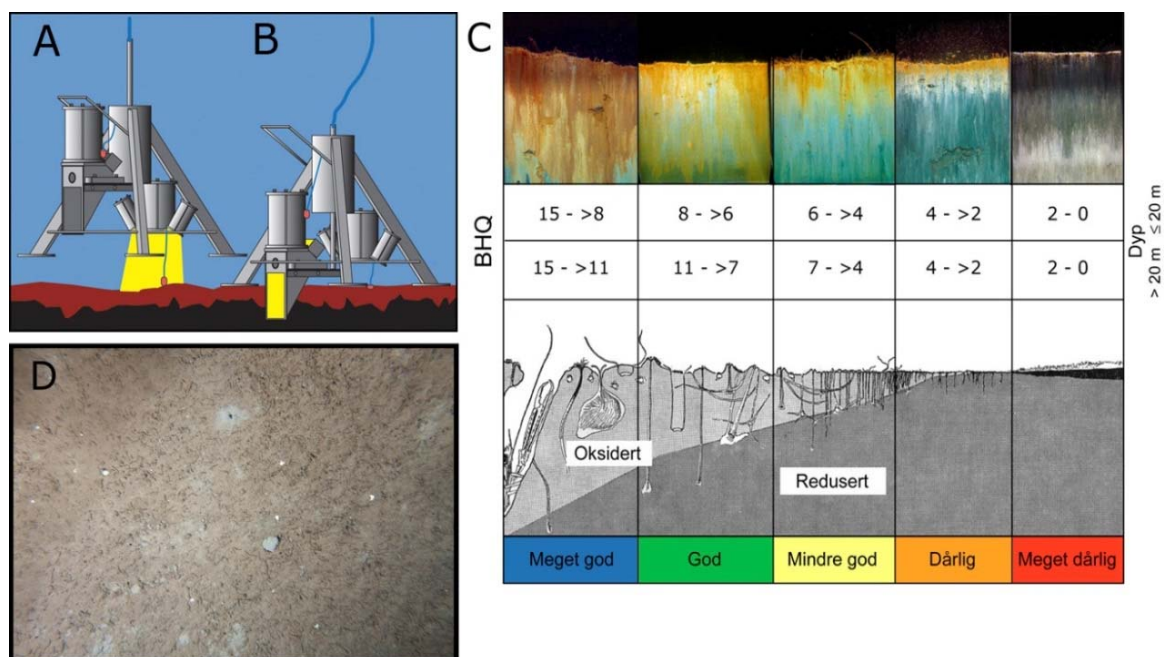 A
B
C
BHQ
15 - >8
8 - >6
6 - >4
4 - >2
2 - 0
15 - >11
11 - >7
7 - >4
4 - >2
2 - 0
Dyp
> 20 m ≤ 20 m
Oksidert
Redusert
Meget god
God
Mindre god
Dårlig
Meget dårlig
D